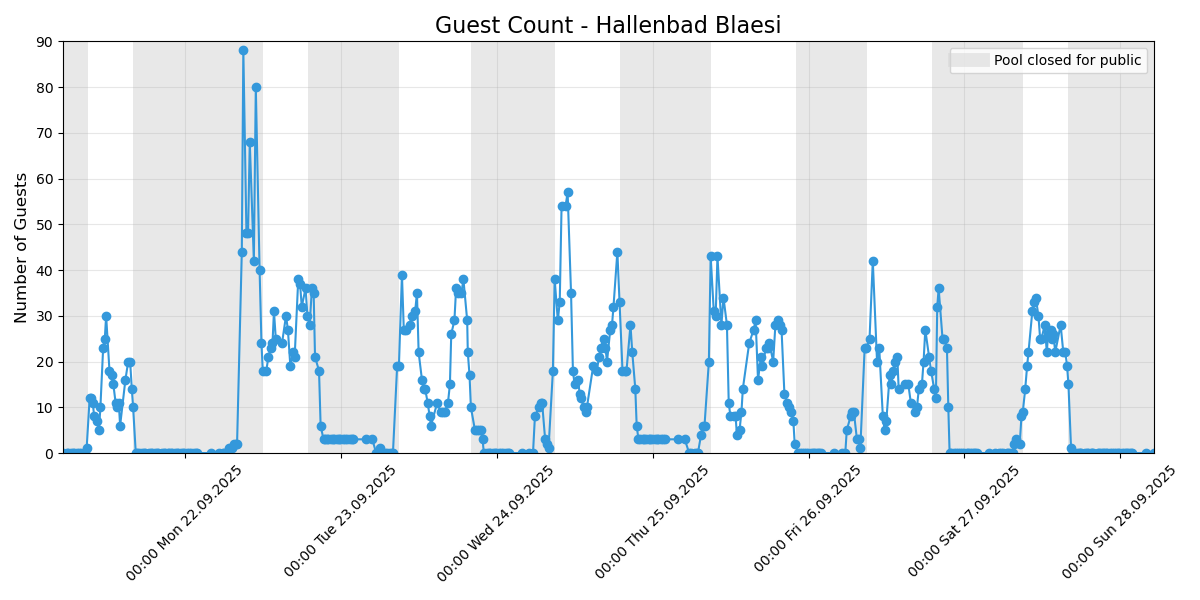 Guest Count - Hallenbad Blaesi
Pool closed for public
Number of Guests
90
80
70
60
50
40
30
20
10
0
00:00 Mon 22.09.2025
00:00 Tue 23.09.2025
00:00 Wed 24.09.2025
00:00 Thu 25.09.2025
00:00 Fri 26.09.2025
00:00 Sat 27.09.2025
00:00 Sun 28.09.2025